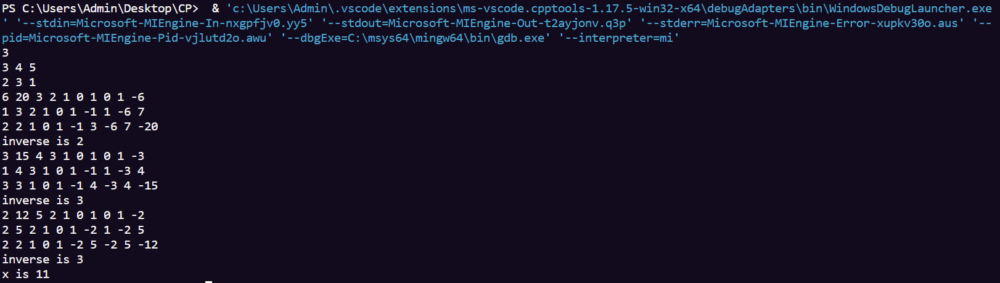 PS C:\Users\Admin\Desktop\CP>  & 'c:\Users\Admin\.vscode\extensions\ms-vscode.cpptools-1.17.5-win32-x64\debugAdapters\bin\WindowsDebugLauncher.exe
' '--stdin=Microsoft-MIEngine-In-nxgpfjv0.yy5' '--stdout=Microsoft-MIEngine-Out-t2ayjonv.q3p' '--stderr=Microsoft-MIEngine-Error-xupkv30o.aus' '--
pid=Microsoft-MIEngine-Pid-vjlutd2o.awu' '--dbgExe=C:\msys64\mingw64\bin\gdb.exe' '--interpreter=mi'
3
3 4 5
2 3 1
6 20 3 2 1 0 1 0 1 -6
1 3 2 1 0 1 -1 1 -6 7
2 2 1 0 1 -1 3 -6 7 -20
inverse is 2
3 15 4 3 1 0 1 0 1 -3
1 4 3 1 0 1 -1 1 -3 4
3 3 1 0 1 -1 4 -3 4 -15
inverse is 3
2 12 5 2 1 0 1 0 1 -2
2 5 2 1 0 1 -2 1 -2 5
2 2 1 0 1 -2 5 -2 5 -12
inverse is 3
x is 11